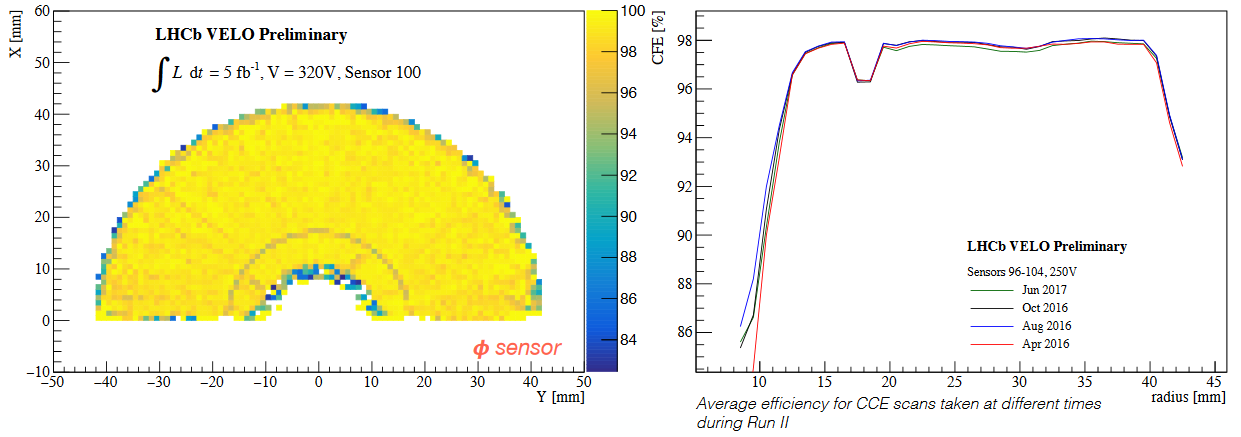 X [mm]
60
50
40
30
20
10
0
−10
LHCb VELO Preliminary
∫ L dt = 5 fb⁻¹, V = 320V, Sensor 100
ϕ sensor
−50 −40 −30 −20 −10 0 10 20 30 40 50
Y [mm]
100
98
96
94
92
90
88
86
84
CFE [%]
98
96
94
92
90
88
86
LHCb VELO Preliminary
Sensors 96-104, 250V
Jun 2017
Oct 2016
Aug 2016
Apr 2016
10 15 20 25 30 35 40 45
radius [mm]
Average efficiency for CCE scans taken at different times
during Run II